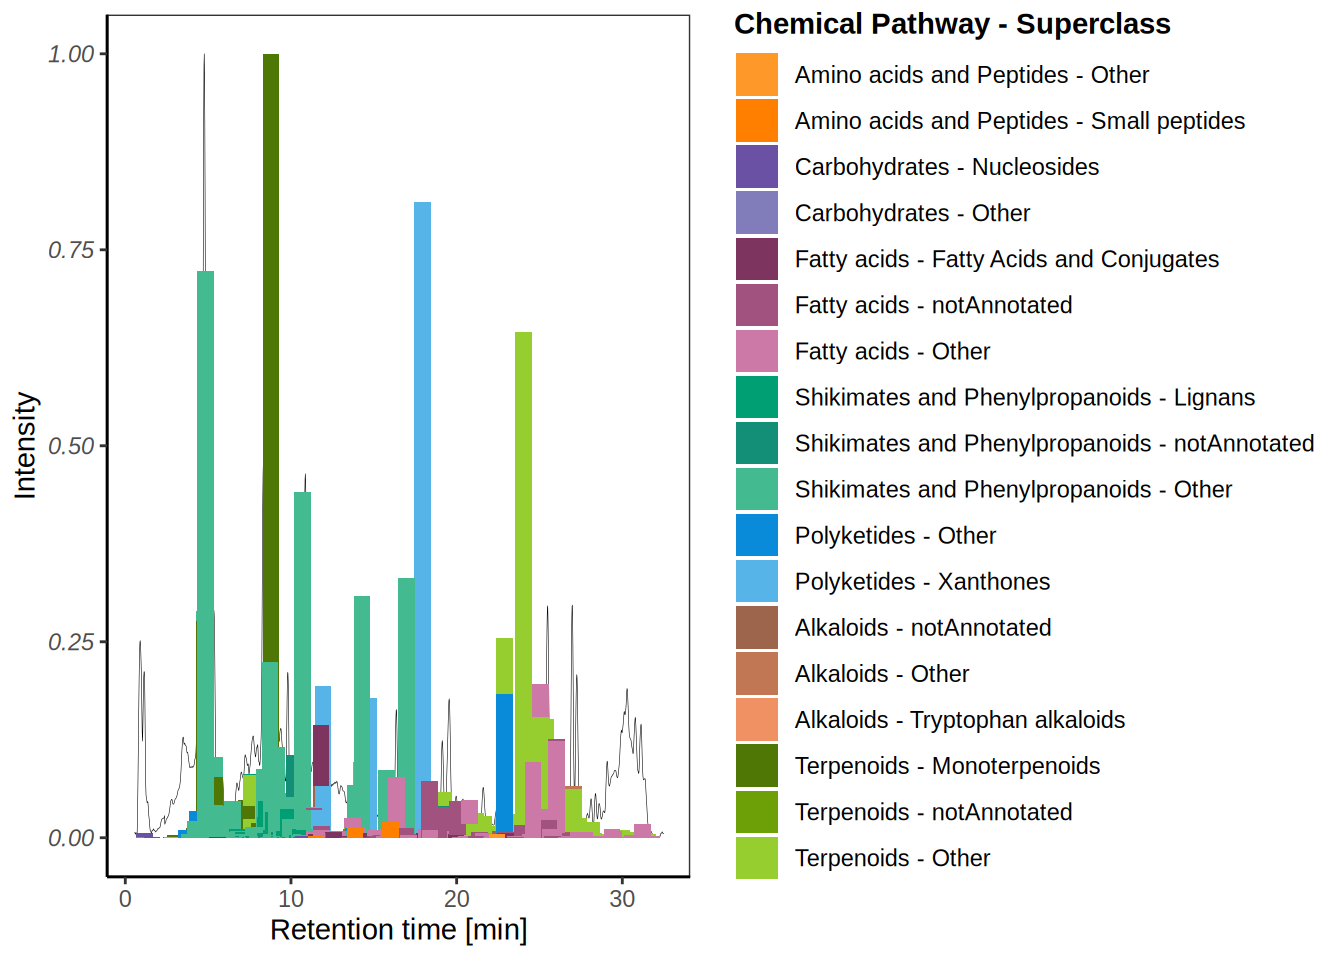 Chemical Pathway - Superclass
Amino acids and Peptides - Other
Amino acids and Peptides - Small peptides
Carbohydrates - Nucleosides
Carbohydrates - Other
Fatty acids - Fatty Acids and Conjugates
Fatty acids - notAnnotated
Fatty acids - Other
Shikimates and Phenylpropanoids - Lignans
Shikimates and Phenylpropanoids - notAnnotated
Shikimates and Phenylpropanoids - Other
Polyketides - Other
Polyketides - Xanthones
Alkaloids - notAnnotated
Alkaloids - Other
Alkaloids - Tryptophan alkaloids
Terpenoids - Monoterpenoids
Terpenoids - notAnnotated
Terpenoids - Other
Intensity
1.00
0.75
0.50
0.25
0.00
0 10 20 30
Retention time [min]